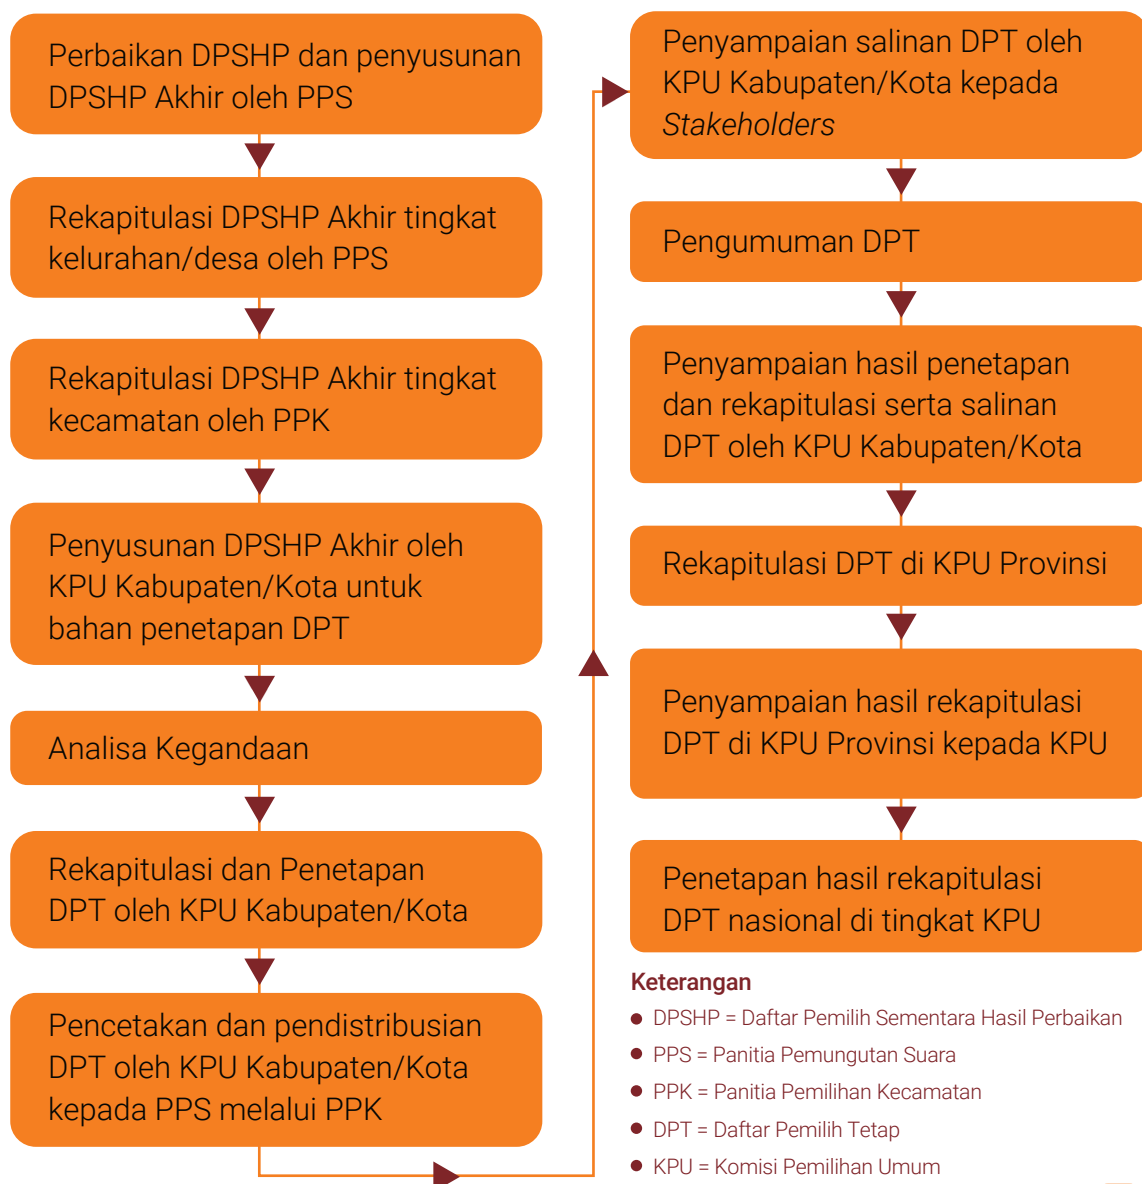 Perbaikan DPSHP dan penyusunan
DPSHP Akhir oleh PPS
Rekapitulasi DPSHP Akhir tingkat
kelurahan/desa oleh PPS
Rekapitulasi DPSHP Akhir tingkat
kecamatan oleh PPK
Penyusunan DPSHP Akhir oleh
KPU Kabupaten/Kota untuk
bahan penetapan DPT
Analisa Kegandaan
Rekapitulasi dan Penetapan
DPT oleh KPU Kabupaten/Kota
Pencetakan dan pendistribusian
DPT oleh KPU Kabupaten/Kota
kepada PPS melalui PPK
Penyampaian salinan DPT oleh
KPU Kabupaten/Kota kepada
Stakeholders
Pengumuman DPT
Penyampaian hasil penetapan
dan rekapitulasi serta salinan
DPT oleh KPU Kabupaten/Kota
Rekapitulasi DPT di KPU Provinsi
Penyampaian hasil rekapitulasi
DPT di KPU Provinsi kepada KPU
Penetapan hasil rekapitulasi
DPT nasional di tingkat KPU
Keterangan
● DPSHP = Daftar Pemilih Sementara Hasil Perbaikan
● PPS = Panitia Pemungutan Suara
● PPK = Panitia Pemilihan Kecamatan
● DPT = Daftar Pemilih Tetap
● KPU = Komisi Pemilihan Umum